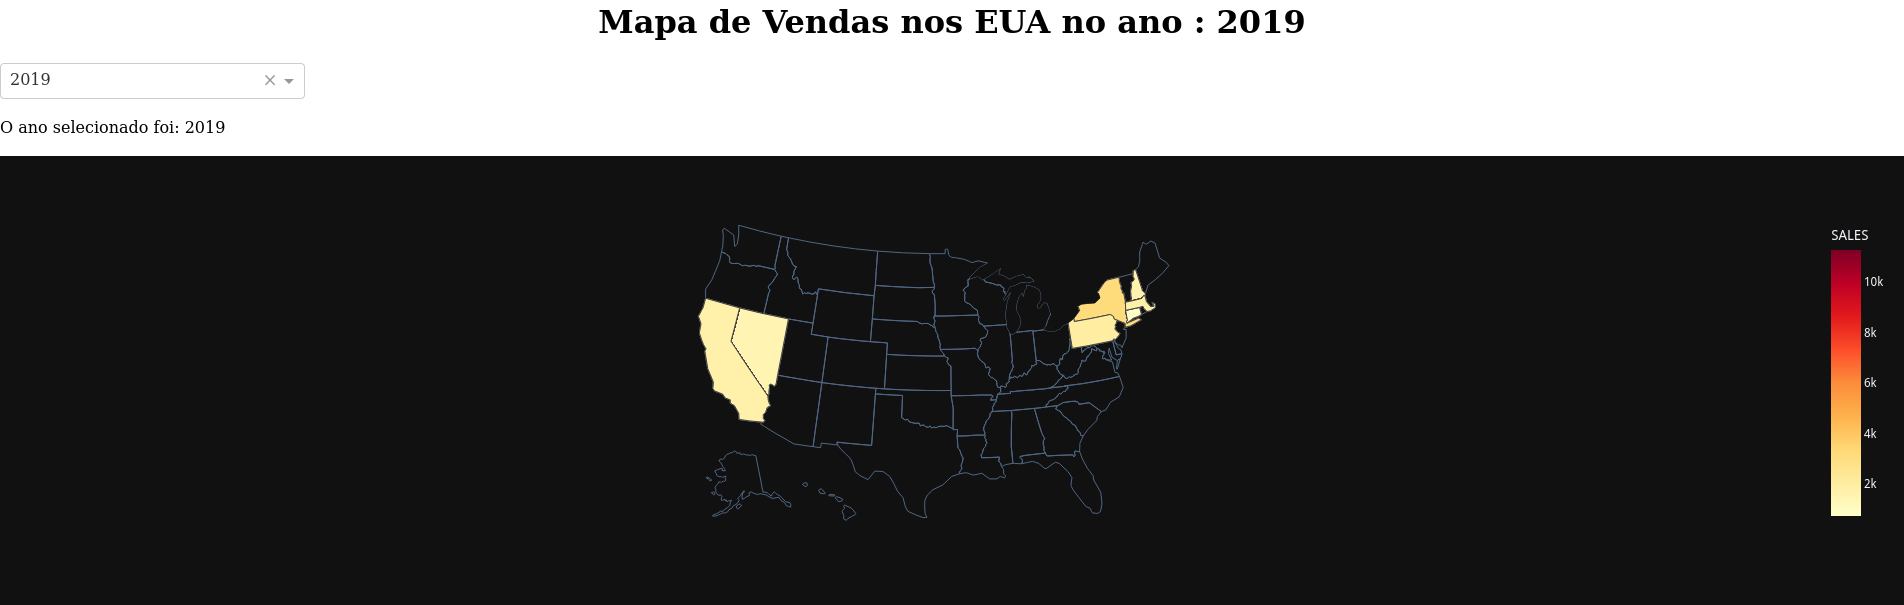 Mapa de Vendas nos EUA no ano : 2019
2019
O ano selecionado foi: 2019
SALES
10k
8k
6k
4k
2k